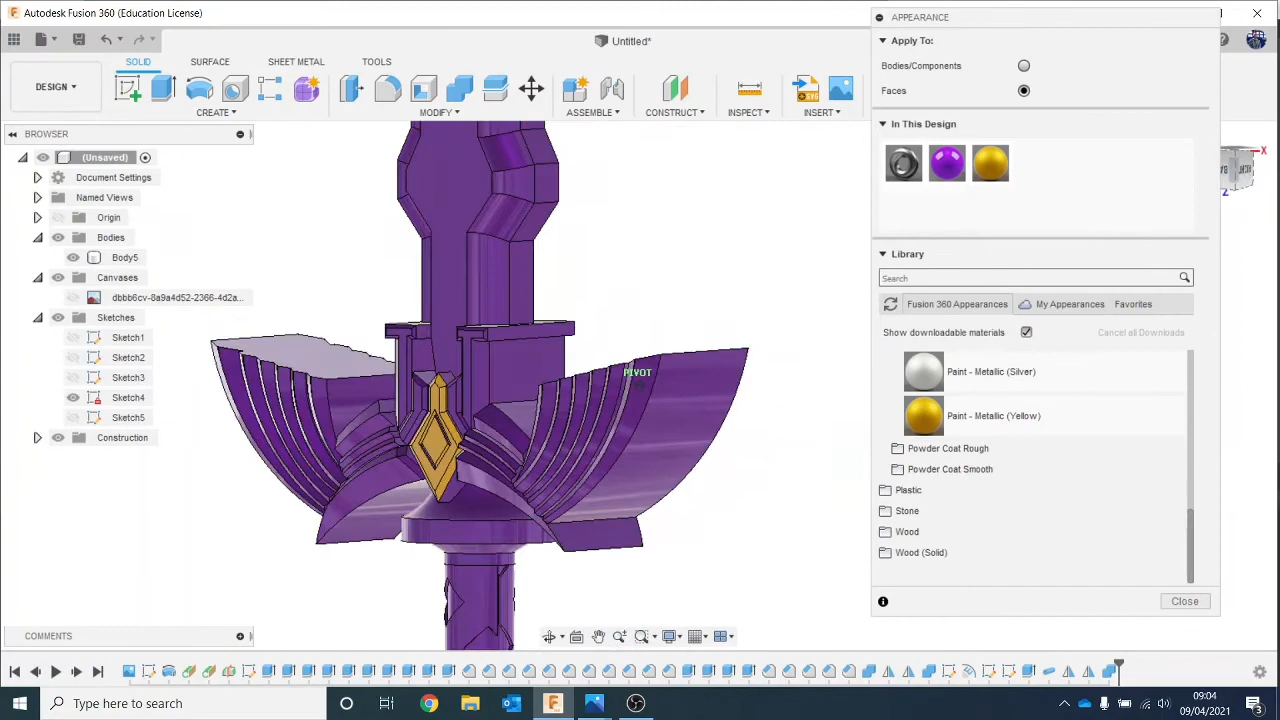 Autodesk Fusion 360 (Education License)
Untitled*
SOLID
SURFACE
SHEET METAL
TOOLS
DESIGN
CREATE
MODIFY
ASSEMBLE
CONSTRUCT
INSPECT
INSERT
BROWSER
(Unsaved)
Document Settings
Named Views
Origin
Bodies
Body5
Canvases
dbbb6cv-8a9a4d52-2366-4d2a...
Sketches
Sketch1
Sketch2
Sketch3
Sketch4
Sketch5
Construction
PIVOT
X
Z
APPEARANCE
Apply To:
Bodies/Components
Faces
In This Design
Library
Search
Fusion 360 Appearances
My Appearances
Favorites
Show downloadable materials
Cancel all Downloads
Paint - Metallic (Silver)
Paint - Metallic (Yellow)
Powder Coat Rough
Powder Coat Smooth
Plastic
Stone
Wood
Wood (Solid)
Close
COMMENTS
Type here to search
09:04
09/04/2021
3